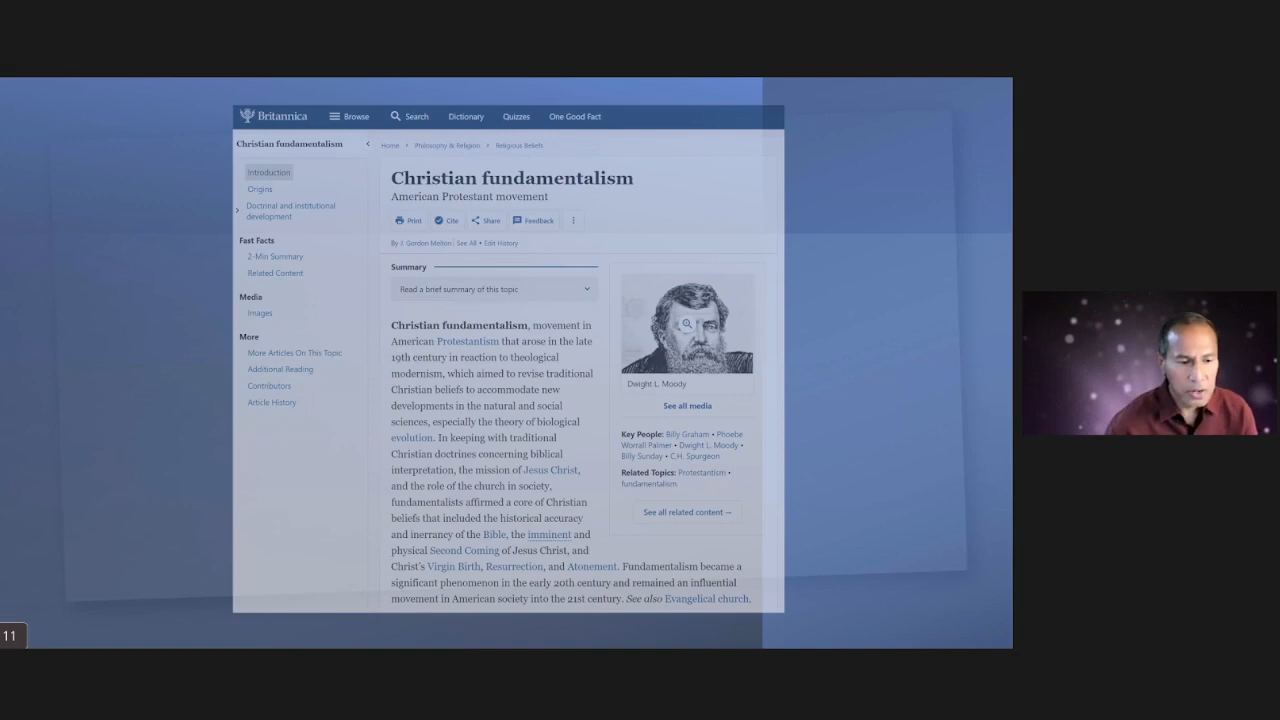 Britannica
Browse
Search
Dictionary
Quizzes
One Good Fact
Christian fundamentalism
Introduction
Origins
Doctrinal and institutional
development
Fast Facts
2-Min Summary
Related Content
Media
Images
More
More Articles On This Topic
Additional Reading
Contributors
Article History
Home > Philosophy & Religion > Religious Beliefs
Christian fundamentalism
American Protestant movement
Print
Cite
Share
Feedback
By J. Gordon Melton | See All • Edit History
Summary
Read a brief summary of this topic
Christian fundamentalism, movement in
American Protestantism that arose in the late
19th century in reaction to theological
modernism, which aimed to revise traditional
Christian beliefs to accommodate new
developments in the natural and social
sciences, especially the theory of biological
evolution. In keeping with traditional
Christian doctrines concerning biblical
interpretation, the mission of Jesus Christ,
and the role of the church in society,
fundamentalists affirmed a core of Christian
beliefs that included the historical accuracy
and inerrancy of the Bible, the imminent and
physical Second Coming of Jesus Christ, and
Christ's Virgin Birth, Resurrection, and Atonement. Fundamentalism became a
significant phenomenon in the early 20th century and remained an influential
movement in American society into the 21st century. See also Evangelical church.
Dwight L. Moody
See all media
Key People: Billy Graham • Phoebe
Worrall Palmer • Dwight L. Moody •
Billy Sunday • C.H. Spurgeon
Related Topics: Protestantism •
fundamentalism
See all related content →
11